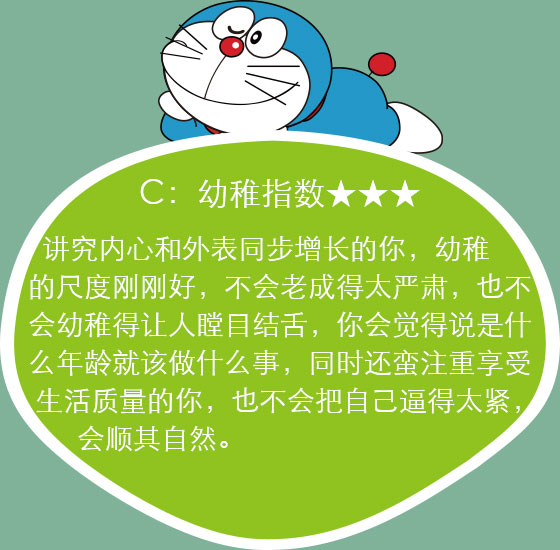 C：幼稚指数★★★
讲究内心和外表同步增长的你，幼稚
的尺度刚刚好，不会老成得太严肃，也不
会幼稚得让人瞠目结舌，你会觉得说是什
么年龄就该做什么事，同时还蛮注重享受
生活质量的你，也不会把自己逼得太紧，
会顺其自然。